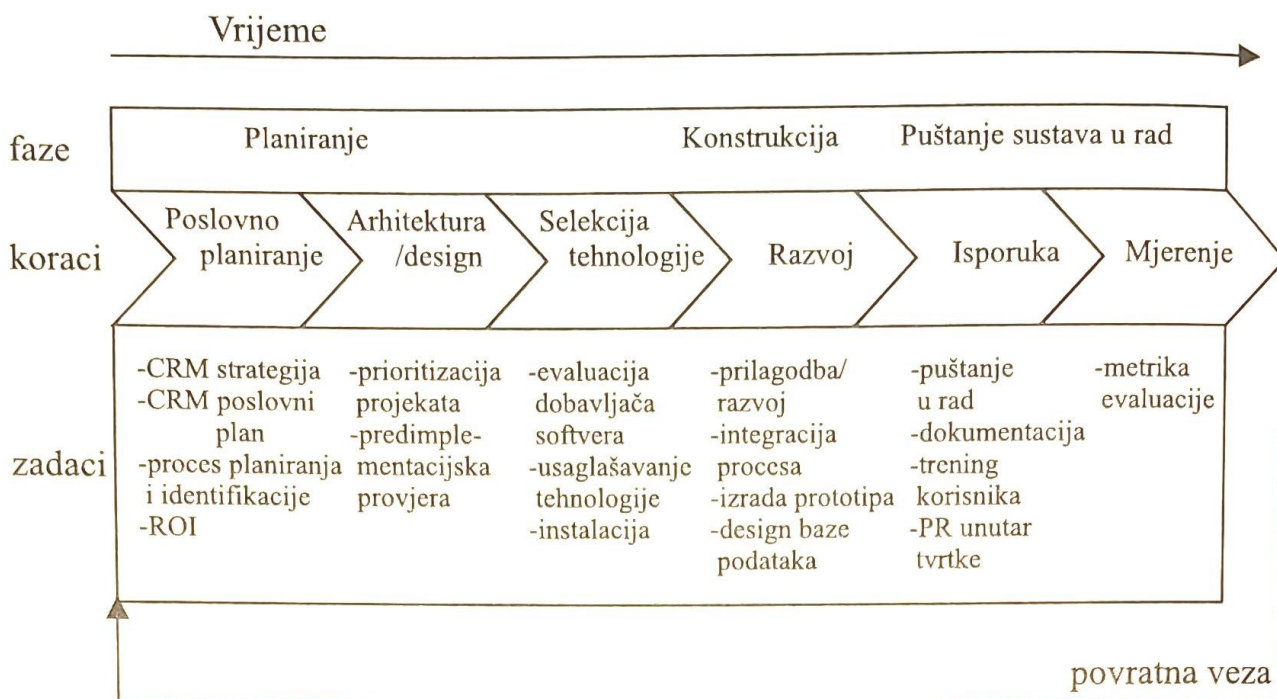 Vrijeme
faze
Planiranje
Konstrukcija
Puštanje sustava u rad
koraci
Poslovno
planiranje
Arhitektura
/design
Selekcija
tehnologije
Razvoj
Isporuka
Mjerenje
zadaci
-CRM strategija
-CRM poslovni
plan
-proces planiranja
i identifikacije
-ROI
-prioritizacija
projekata
-predimple-
mentacijska
provjera
-evaluacija
dobavljača
softvera
-usaglašavanje
tehnologije
-instalacija
-prilagodba/
razvoj
-integracija
procesa
-izrada prototipa
-design baze
podataka
-puštanje
u rad
-dokumentacija
-trening
korisnika
-PR unutar
tvrtke
-metrika
evaluacije
povratna veza